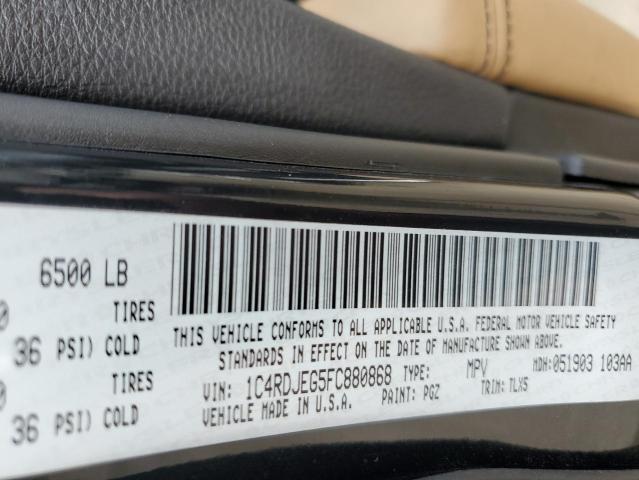 6500 LB
TIRES
36 PSI) COLD
TIRES
36 PSI) COLD
THIS VEHICLE CONFORMS TO ALL APPLICABLE U.S.A. FEDERAL MOTOR VEHICLE SAFETY
STANDARDS IN EFFECT ON THE DATE OF MANUFACTURE SHOWN ABOVE.
VIN: 1C4RDJEG5FC880868 TYPE: MPV MDH:051903 103AA
VEHICLE MADE IN U.S.A. PAINT: PGZ TRIM: TLX5